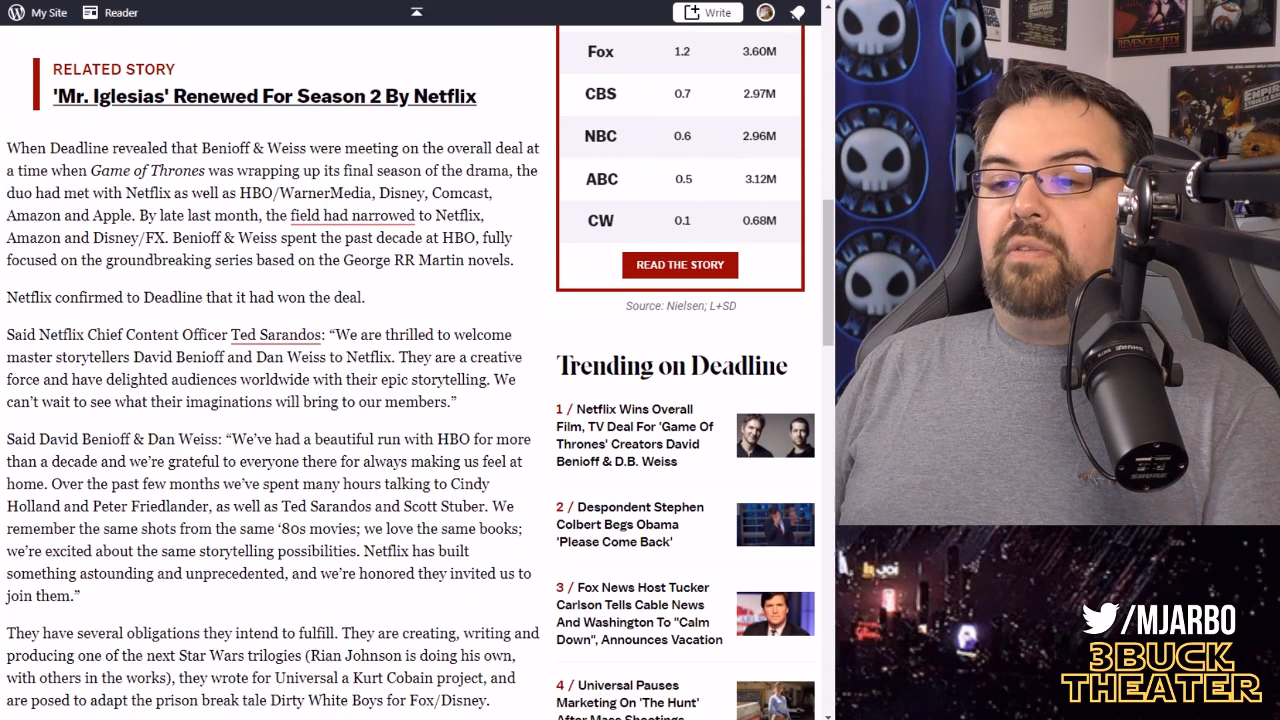 My Site
Reader
Write
RELATED STORY
'Mr. Iglesias' Renewed For Season 2 By Netflix
When Deadline revealed that Benioff & Weiss were meeting on the overall deal at
a time when Game of Thrones was wrapping up its final season of the drama, the
duo had met with Netflix as well as HBO/WarnerMedia, Disney, Comcast,
Amazon and Apple. By late last month, the field had narrowed to Netflix,
Amazon and Disney/FX. Benioff & Weiss spent the past decade at HBO, fully
focused on the groundbreaking series based on the George RR Martin novels.
Netflix confirmed to Deadline that it had won the deal.
Said Netflix Chief Content Officer Ted Sarandos: “We are thrilled to welcome
master storytellers David Benioff and Dan Weiss to Netflix. They are a creative
force and have delighted audiences worldwide with their epic storytelling. We
can’t wait to see what their imaginations will bring to our members.”
Said David Benioff & Dan Weiss: “We’ve had a beautiful run with HBO for more
than a decade and we’re grateful to everyone there for always making us feel at
home. Over the past few months we’ve spent many hours talking to Cindy
Holland and Peter Friedlander, as well as Ted Sarandos and Scott Stuber. We
remember the same shots from the same ‘80s movies; we love the same books;
we’re excited about the same storytelling possibilities. Netflix has built
something astounding and unprecedented, and we’re honored they invited us to
join them.”
They have several obligations they intend to fulfill. They are creating, writing and
producing one of the next Star Wars trilogies (Rian Johnson is doing his own,
with others in the works), they wrote for Universal a Kurt Cobain project, and
are posed to adapt the prison break tale Dirty White Boys for Fox/Disney.
Fox 1.2 3.60M
CBS 0.7 2.97M
NBC 0.6 2.96M
ABC 0.5 3.12M
CW 0.1 0.68M
READ THE STORY
Source: Nielsen; L+SD
Trending on Deadline
1 / Netflix Wins Overall
Film, TV Deal For 'Game Of
Thrones' Creators David
Benioff & D.B. Weiss
2 / Despondent Stephen
Colbert Begs Obama
'Please Come Back'
3 / Fox News Host Tucker
Carlson Tells Cable News
And Washington To "Calm
Down", Announces Vacation
4 / Universal Pauses
Marketing On 'The Hunt'
After Mass Shootings
REVENGE OF THE JEDI
EMPIRE
SHURE
/MJARBO
3BUCK
THEATER